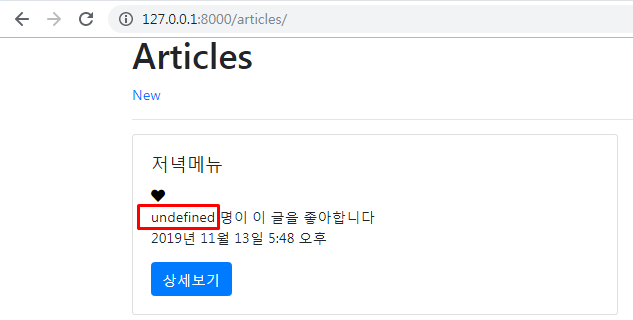 127.0.0.1:8000/articles/
Articles
New
저녁메뉴
undefined 명이 이 글을 좋아합니다
2019년 11월 13일 5:48 오후
상세보기